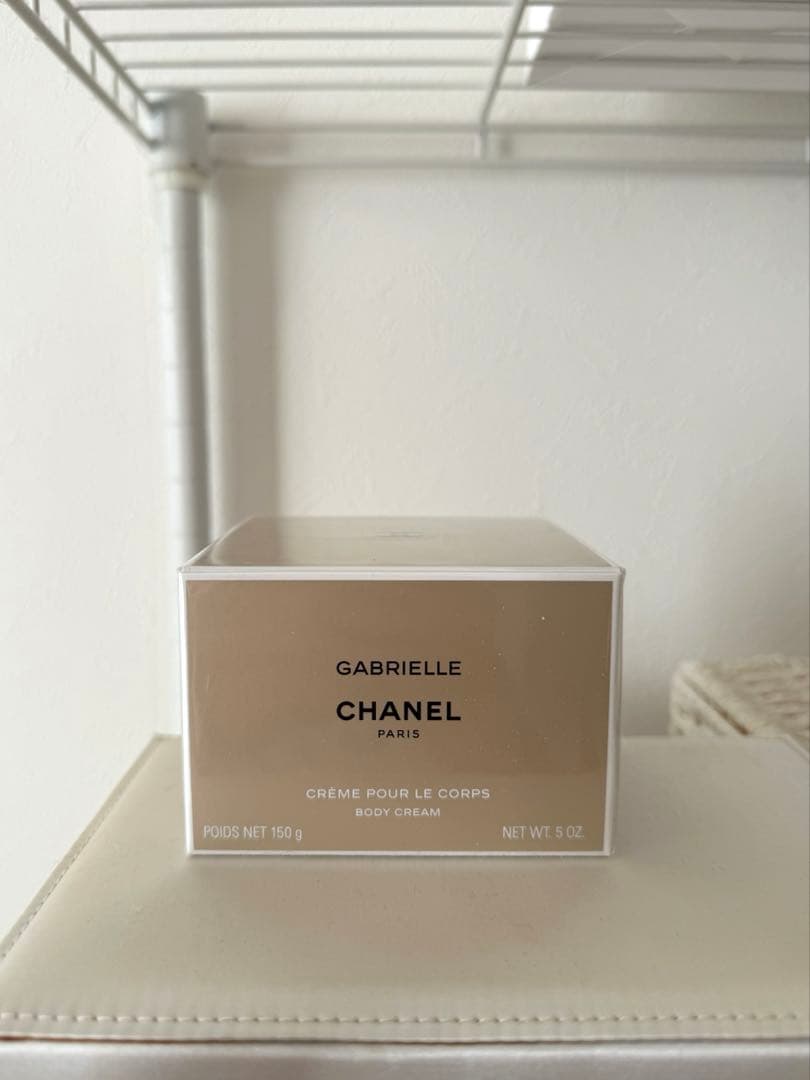 GABRIELLE
CHANEL
PARIS
CRÈME POUR LE CORPS
BODY CREAM
POIDS NET 150 g
NET WT. 5 OZ.